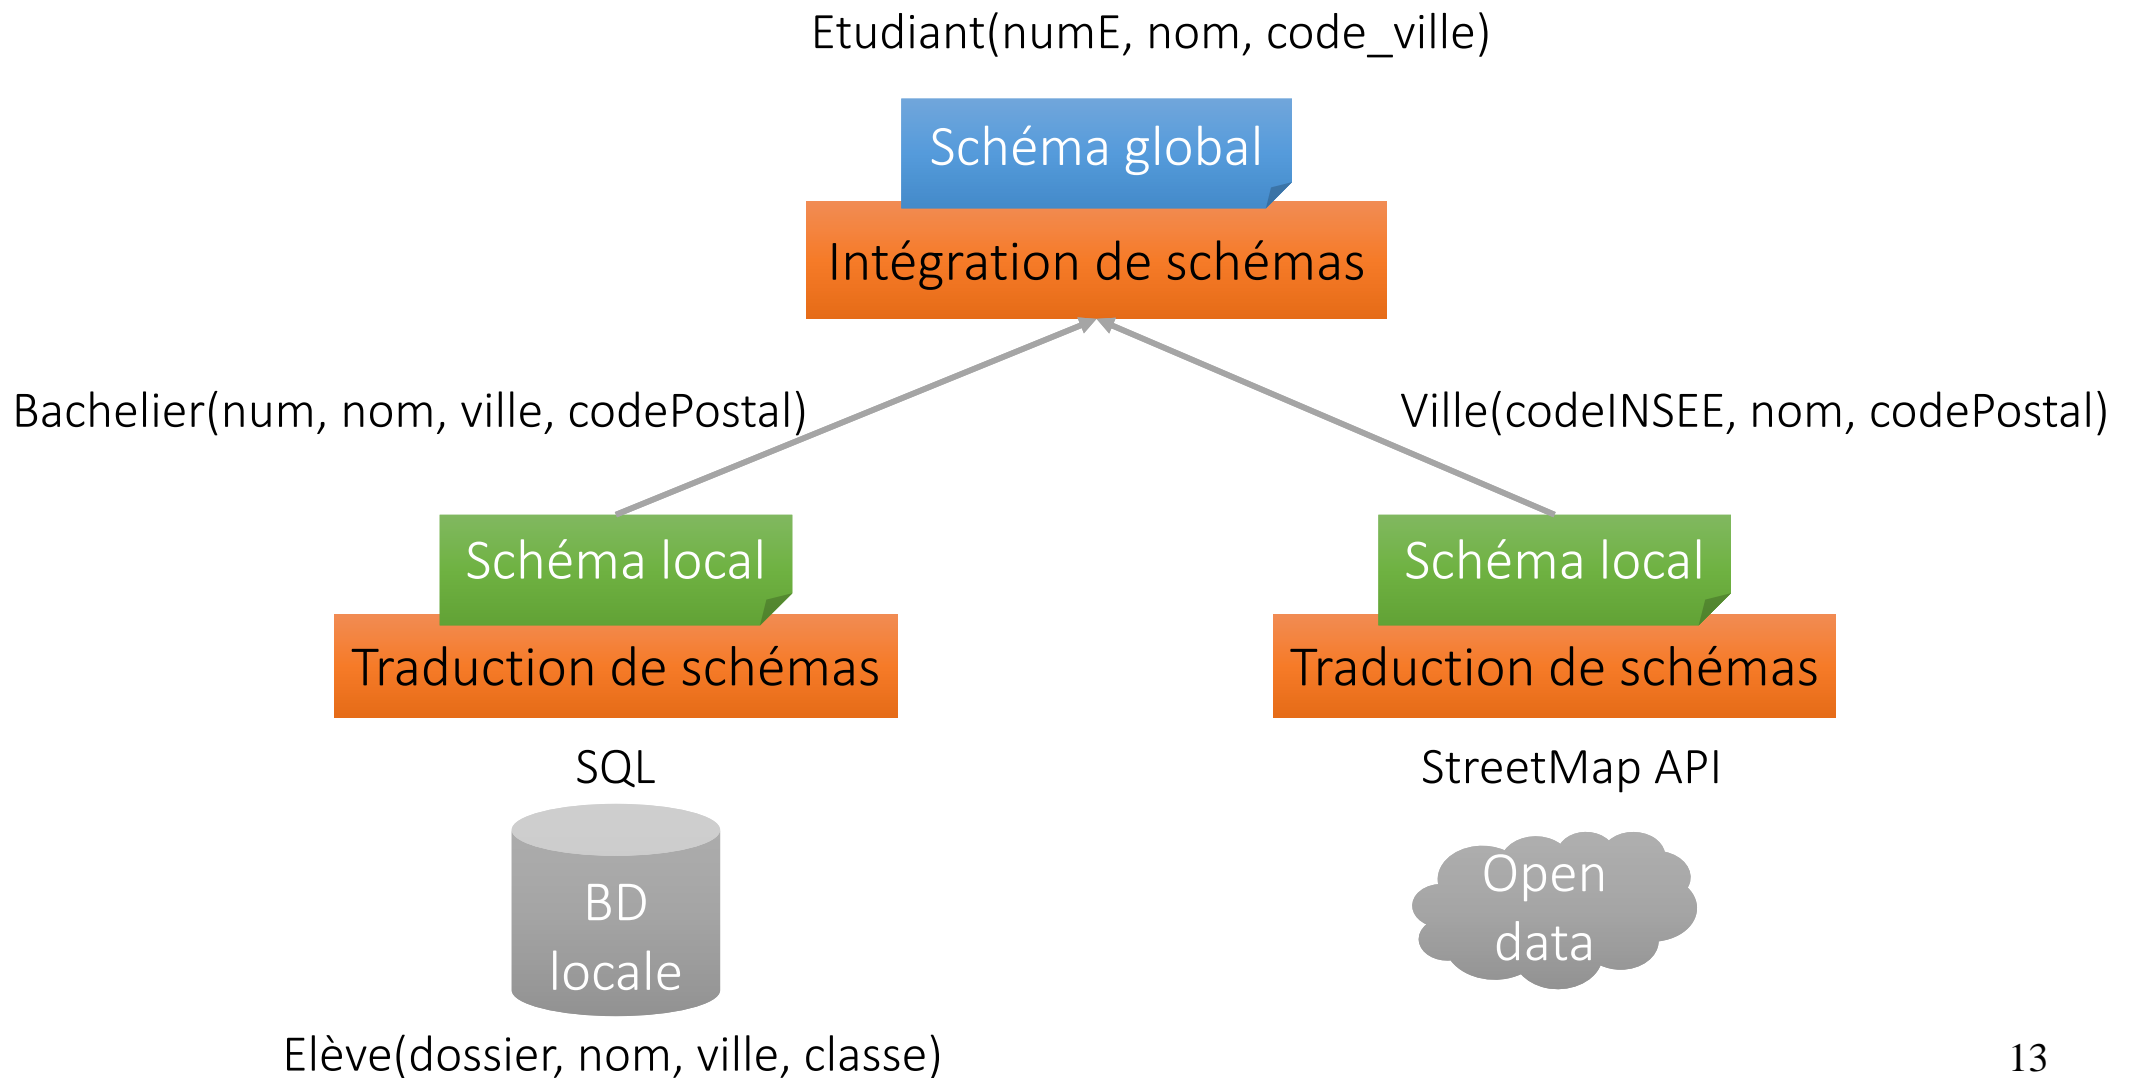 Etudiant(numE, nom, code_ville)
Schéma global
Intégration de schémas
Bachelier(num, nom, ville, codePostal)
Ville(codeINSEE, nom, codePostal)
Schéma local
Schéma local
Traduction de schémas
Traduction de schémas
SQL
StreetMap API
BD
locale
Open
data
Elève(dossier, nom, ville, classe)
13